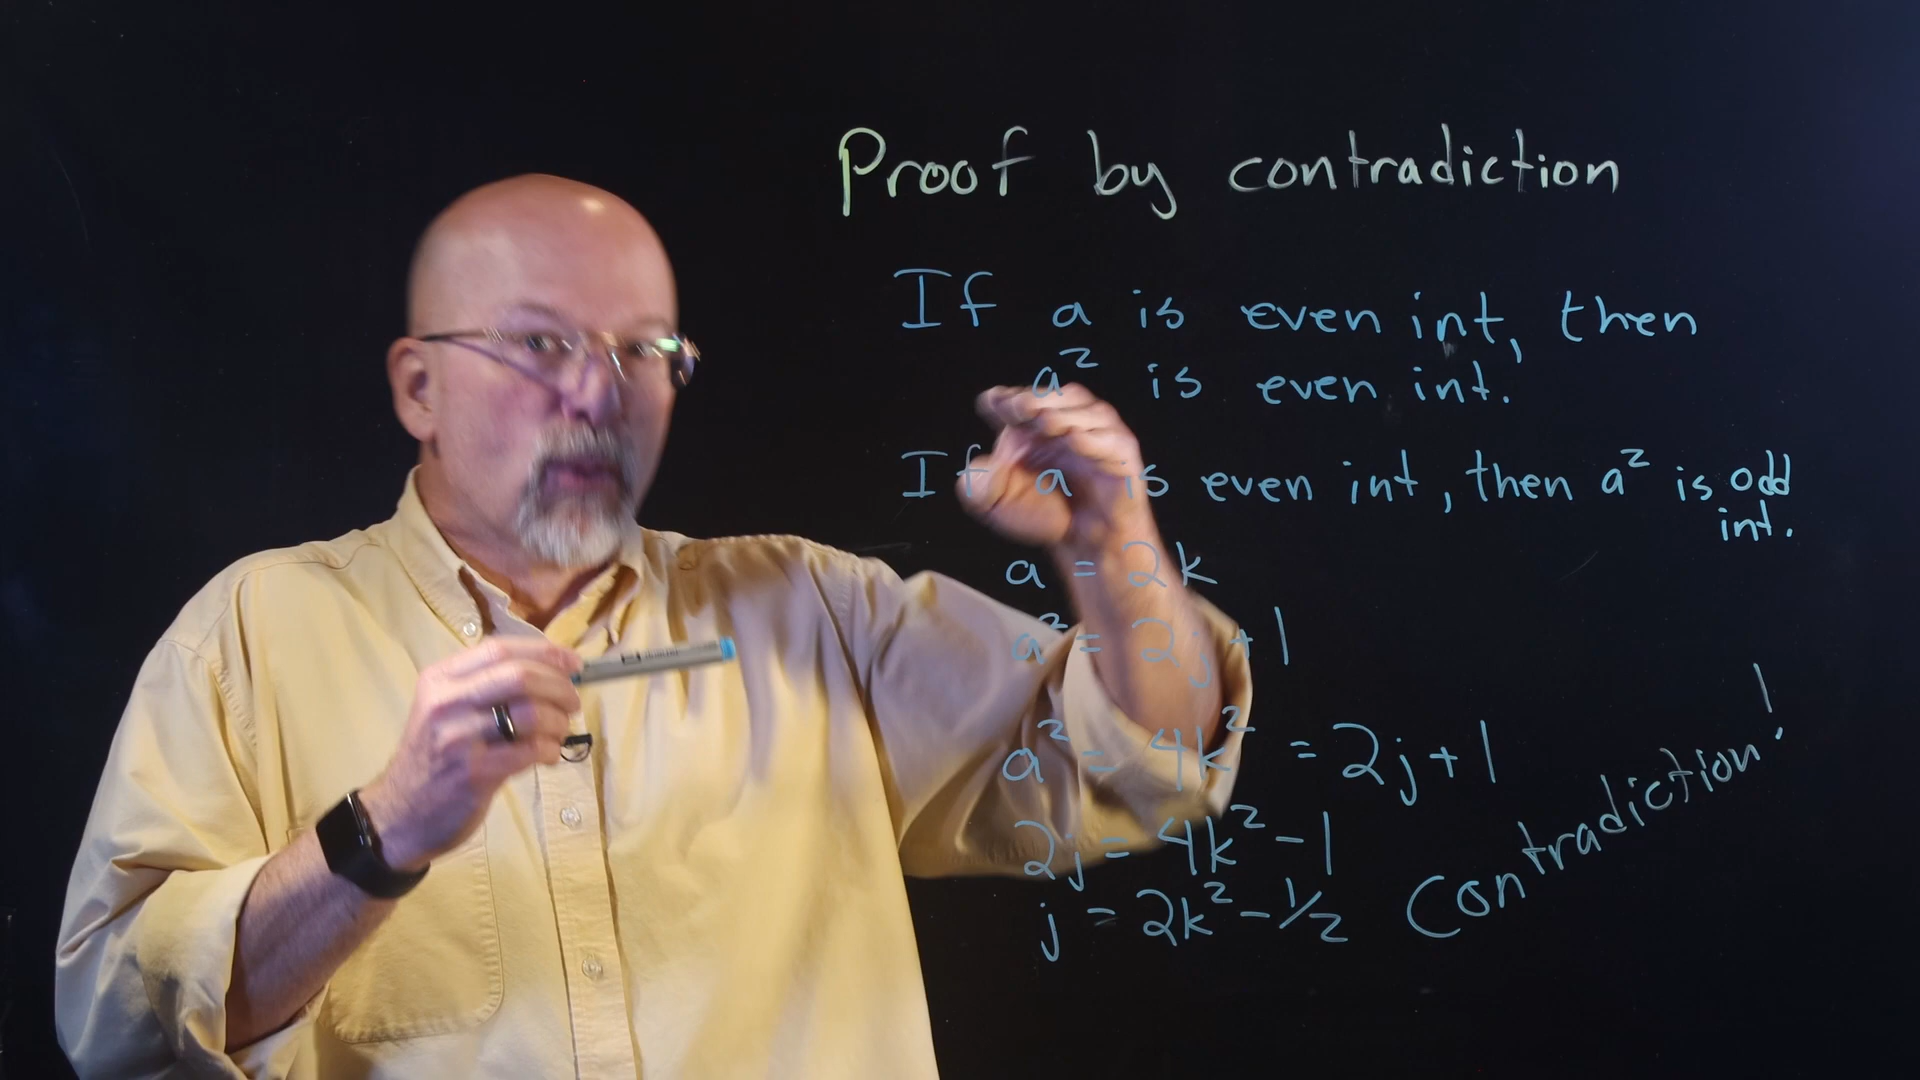 Proof by contradiction
If a is even int, then
a² is even int.
If a is even int, then a² is odd
int.
a = 2k
a² = 2j + 1
a² = 4k² = 2j + 1
2j = 4k² - 1
j = 2k² - 1/2 Contradiction!